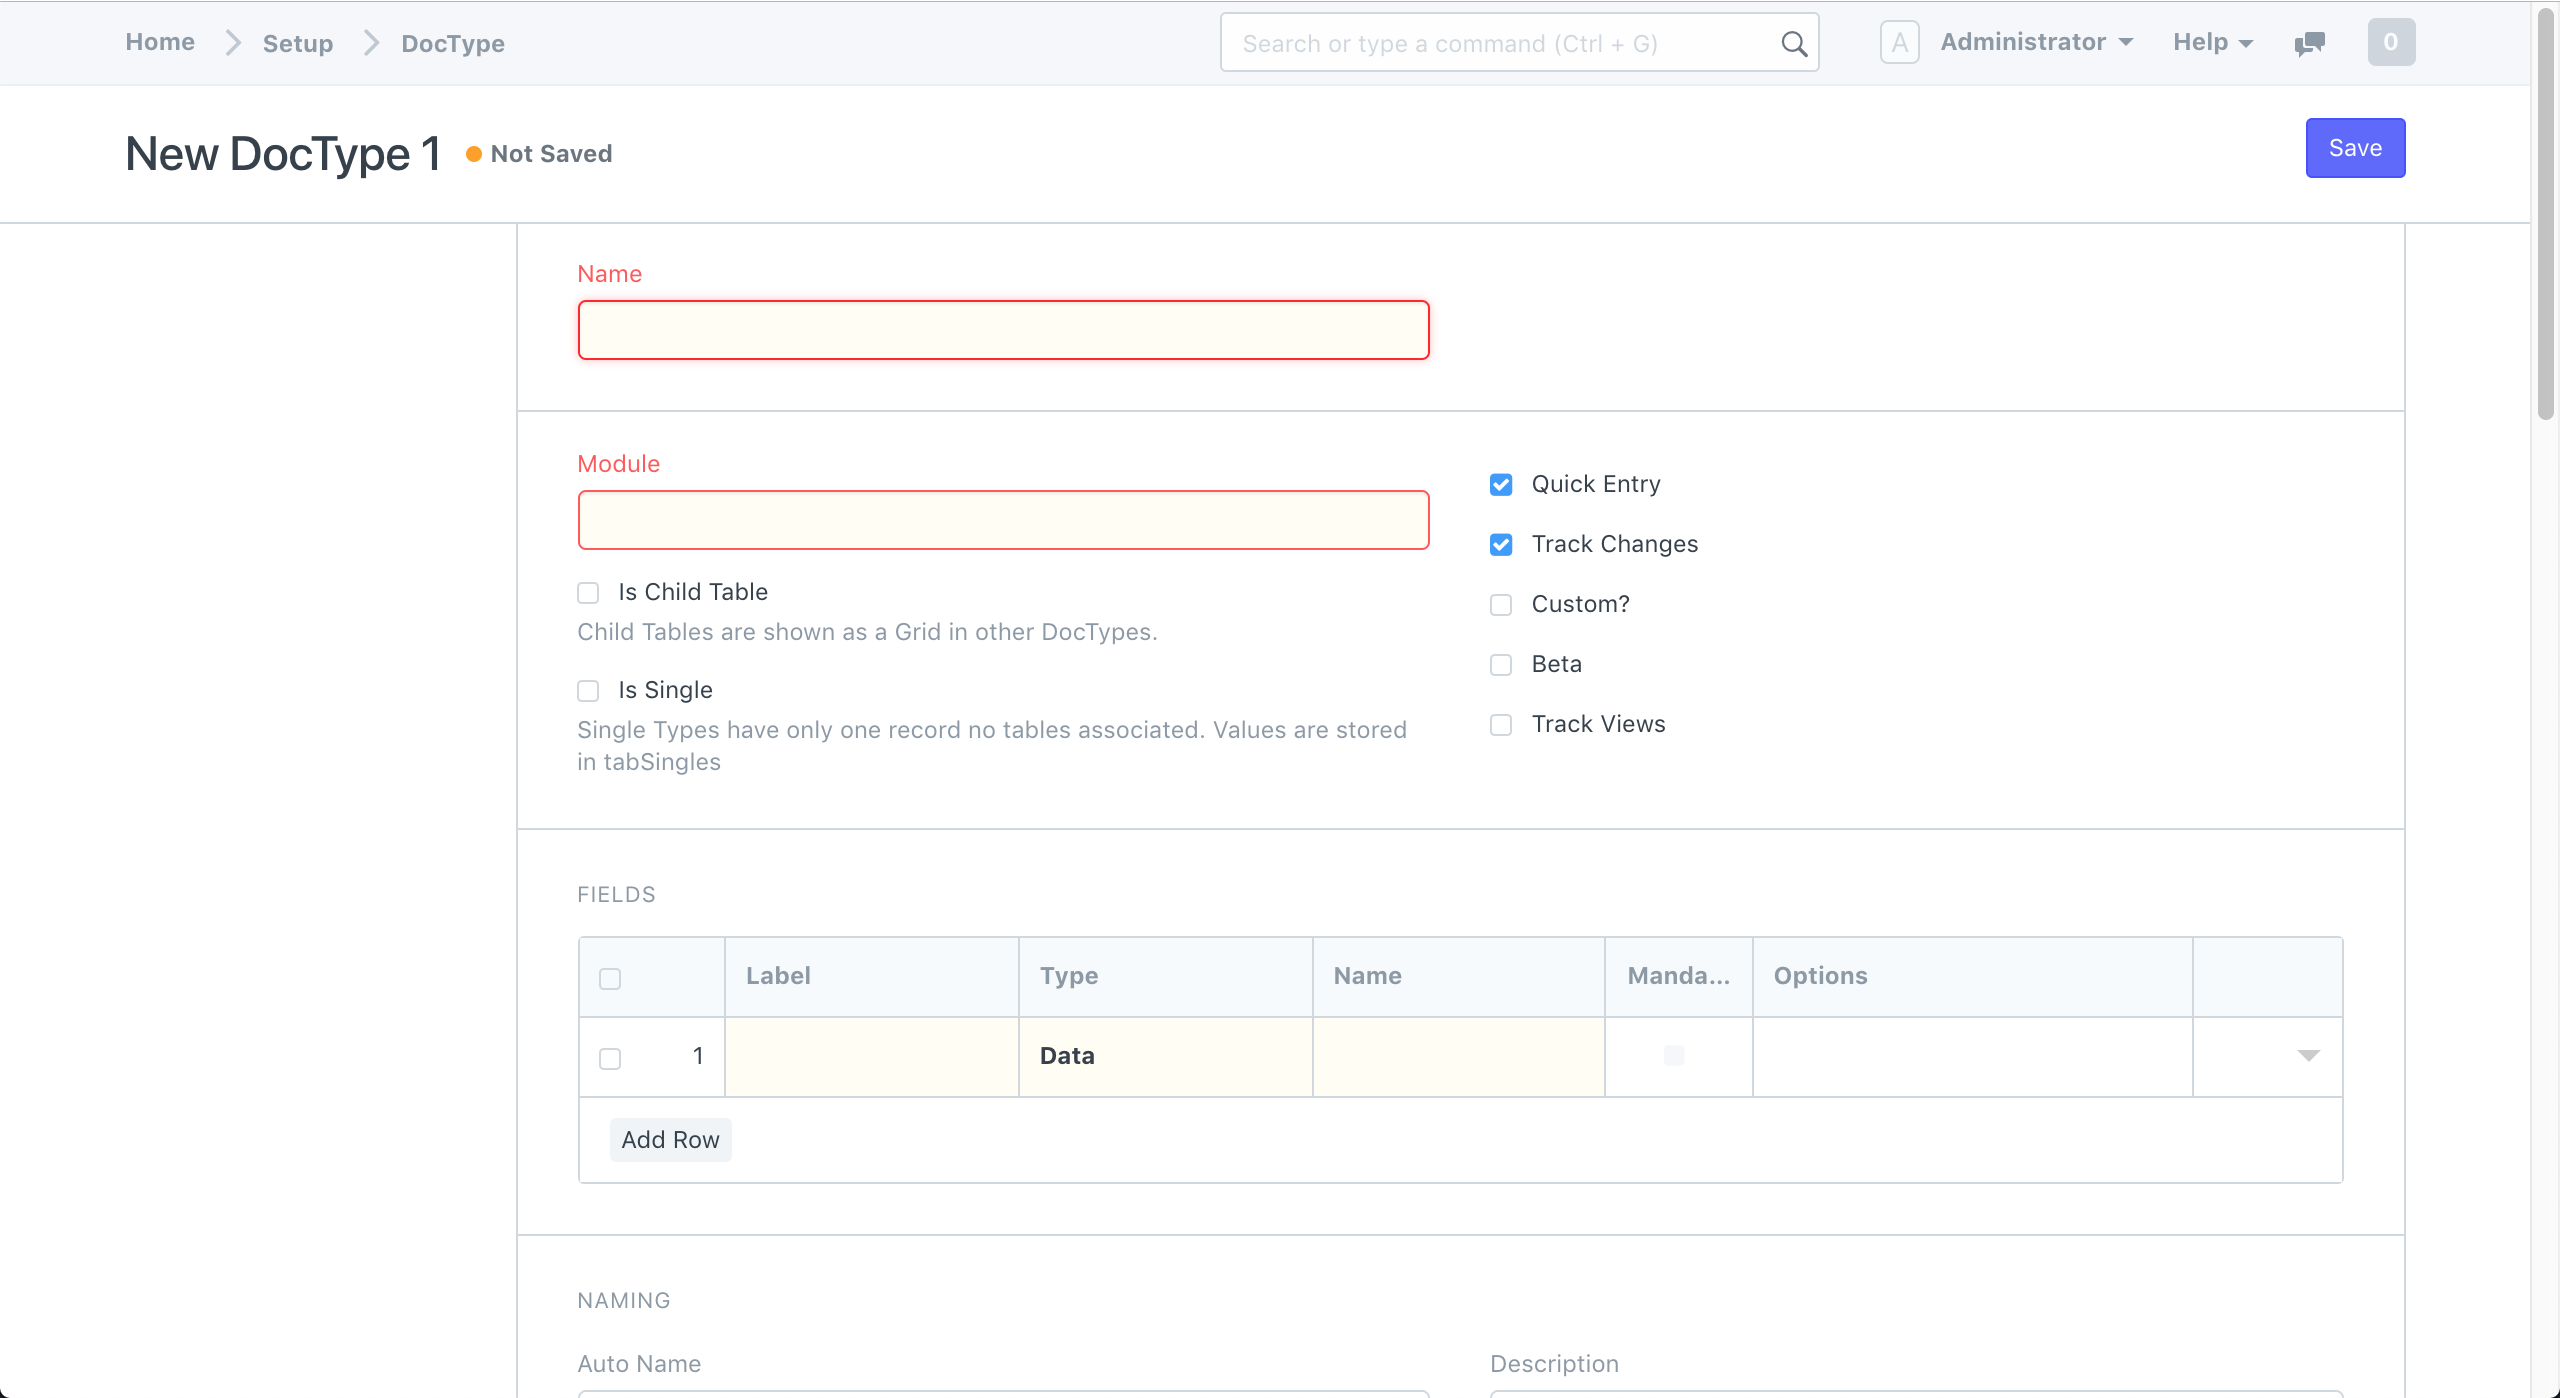 Home Setup DocType Search or type a command (Ctrl + G) A Administrator Help 0
New DocType 1 Not Saved Save
Name
Module
Quick Entry
Track Changes
Is Child Table
Custom?
Child Tables are shown as a Grid in other DocTypes.
Beta
Is Single
Track Views
Single Types have only one record no tables associated. Values are stored
in tabSingles
FIELDS
Label Type Name Manda... Options
1 Data
Add Row
NAMING
Auto Name Description